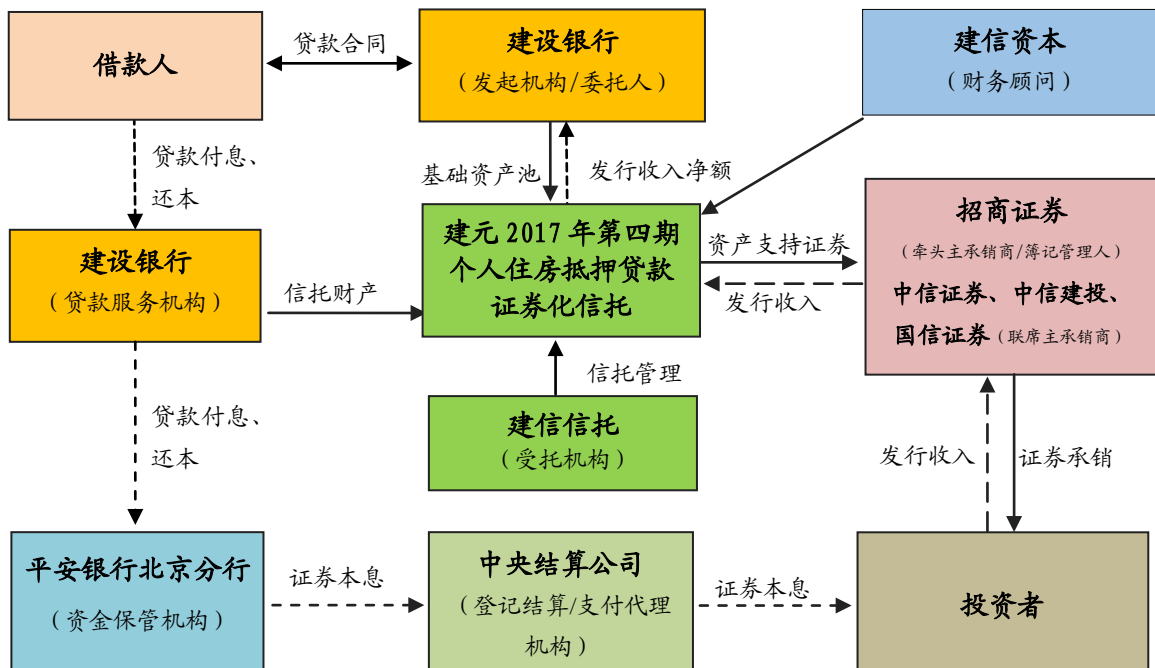 借款人
贷款合同
建设银行
（发起机构/委托人）
建信资本
（财务顾问）
贷款付息、
还本
基础资产池
发行收入净额
建设银行
（贷款服务机构）
信托财产
建元 2017 年第四期
个人住房抵押贷款
证券化信托
资产支持证券
发行收入
招商证券
（牵头主承销商/簿记管理人）
中信证券、中信建投、
国信证券（联席主承销商）
信托管理
建信信托
（受托机构）
贷款付息、
还本
发行收入
证券承销
平安银行北京分行
（资金保管机构）
证券本息
中央结算公司
（登记结算/支付代理
机构）
证券本息
投资者